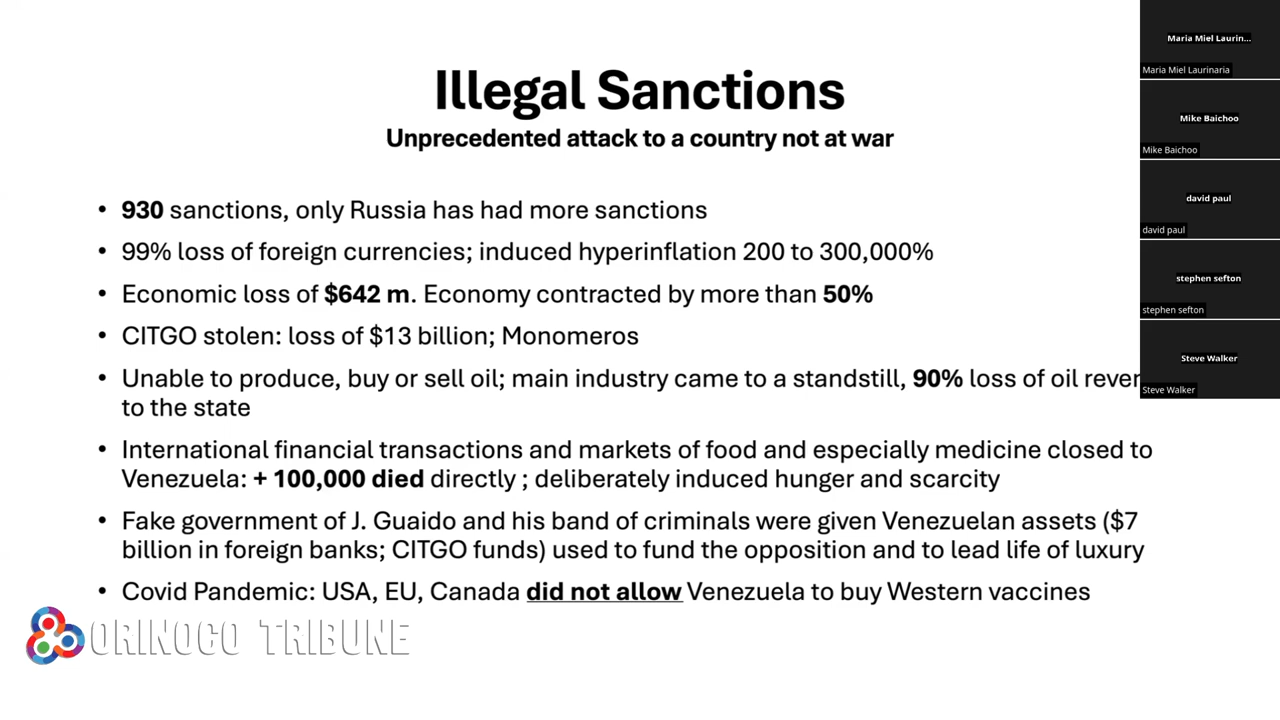 Illegal Sanctions
Unprecedented attack to a country not at war
• 930 sanctions, only Russia has had more sanctions
• 99% loss of foreign currencies; induced hyperinflation 200 to 300,000%
• Economic loss of $642 m. Economy contracted by more than 50%
• CITGO stolen: loss of $13 billion; Monomeros
• Unable to produce, buy or sell oil; main industry came to a standstill, 90% loss of oil rever
to the state
• International financial transactions and markets of food and especially medicine closed to
Venezuela: + 100,000 died directly ; deliberately induced hunger and scarcity
• Fake government of J. Guaido and his band of criminals were given Venezuelan assets ($7
billion in foreign banks; CITGO funds) used to fund the opposition and to lead life of luxury
• Covid Pandemic: USA, EU, Canada did not allow Venezuela to buy Western vaccines
ORINOCO TRIBUNE
Maria Miel Laurin...
Maria Miel Laurinaria
Mike Baichoo
Mike Baichoo
david paul
david paul
stephen sefton
stephen sefton
Steve Walker
Steve Walker